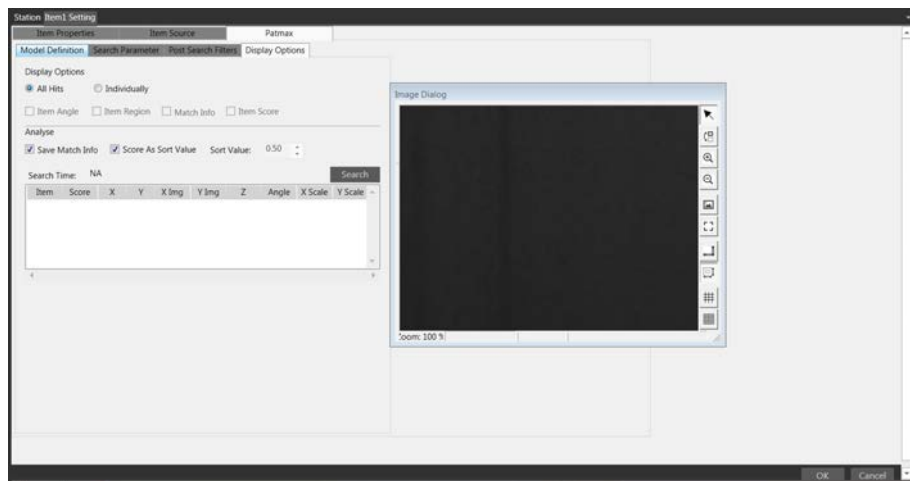 Station Item1 Setting
Item Properties Item Source Patmax
Model Definition Search Parameter Post Search Filters Display Options
Display Options
All Hits Individually
Item Angle Item Region Match Info Item Score
Analyse
Save Match Info Score As Sort Value Sort Value: 0.50
Search Time: NA Search
Item Score X Y X Img Y Img Z Angle X Scale Y Scale
Image Dialog
Zoom: 100 %
OK Cancel